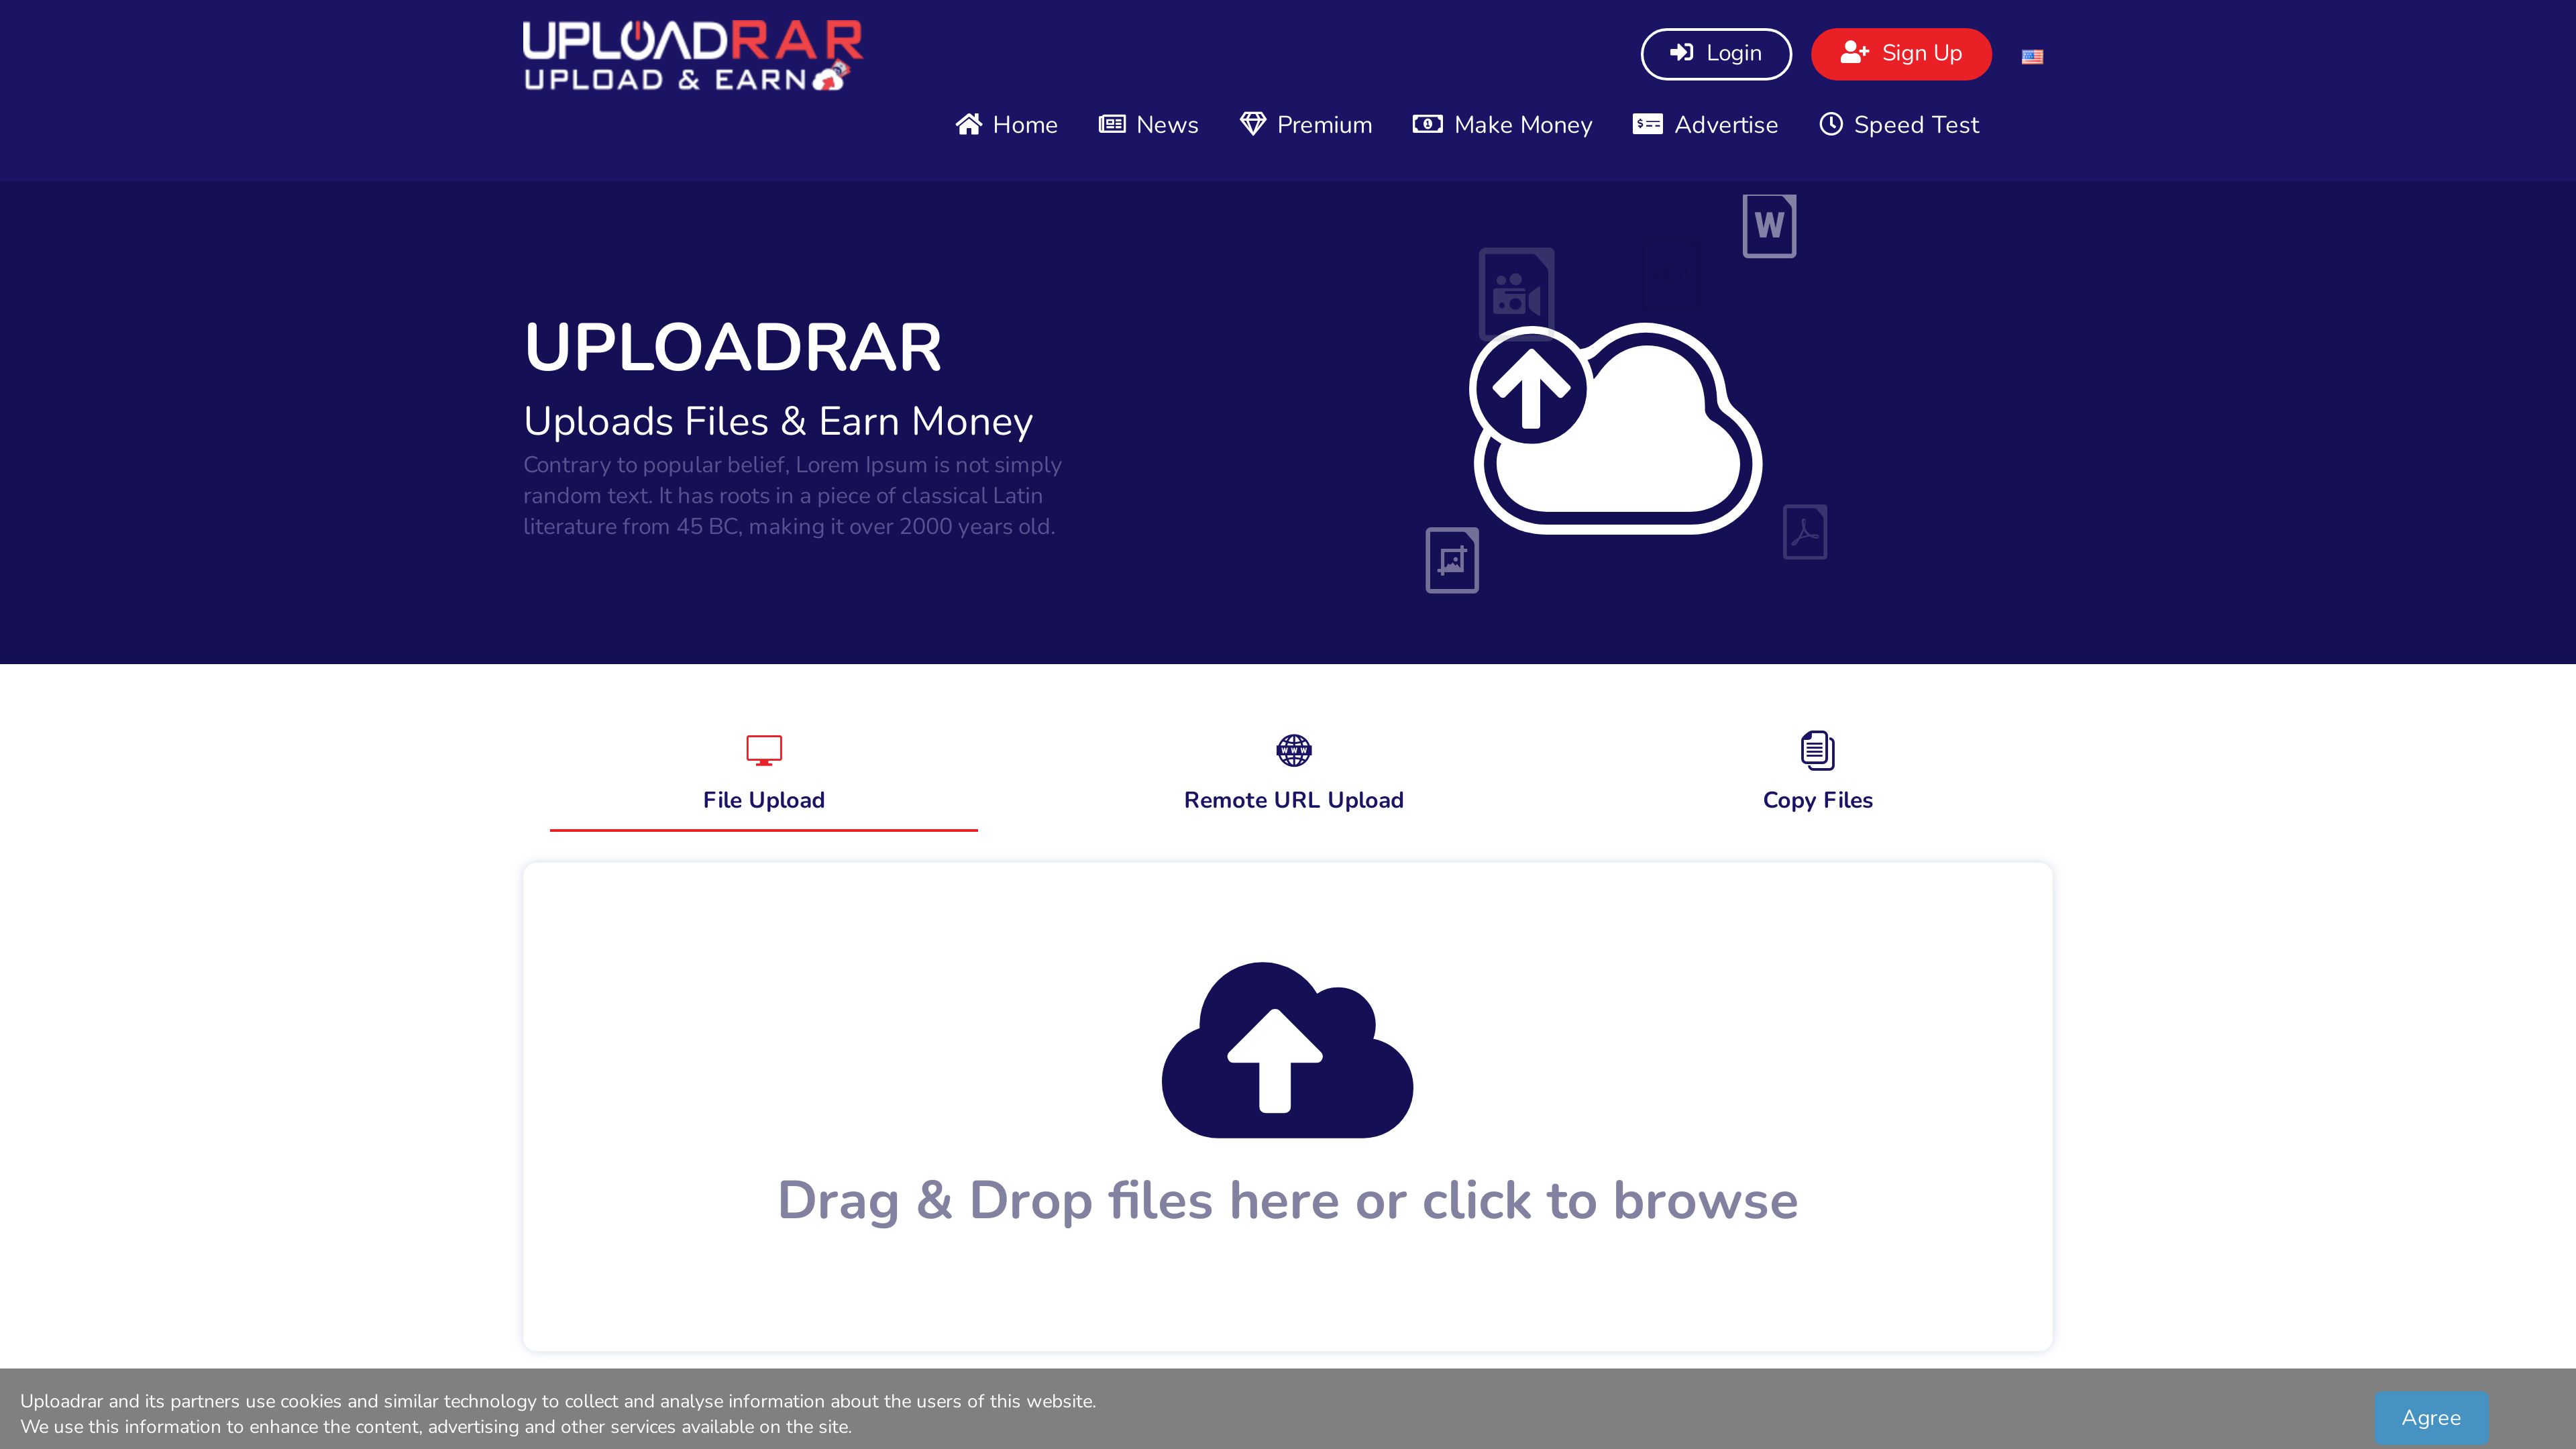 UPLOADRAR
UPLOAD & EARN
Login
Sign Up
Home
News
Premium
Make Money
Advertise
Speed Test
W
UPLOADRAR
Uploads Files & Earn Money
Contrary to popular belief, Lorem Ipsum is not simply
random text. It has roots in a piece of classical Latin
literature from 45 BC, making it over 2000 years old.
WWW
File Upload
Remote URL Upload
Copy Files
Drag & Drop files here or click to browse
Uploadrar and its partners use cookies and similar technology to collect and analyse information about the users of this website.
We use this information to enhance the content, advertising and other services available on the site.
Agree